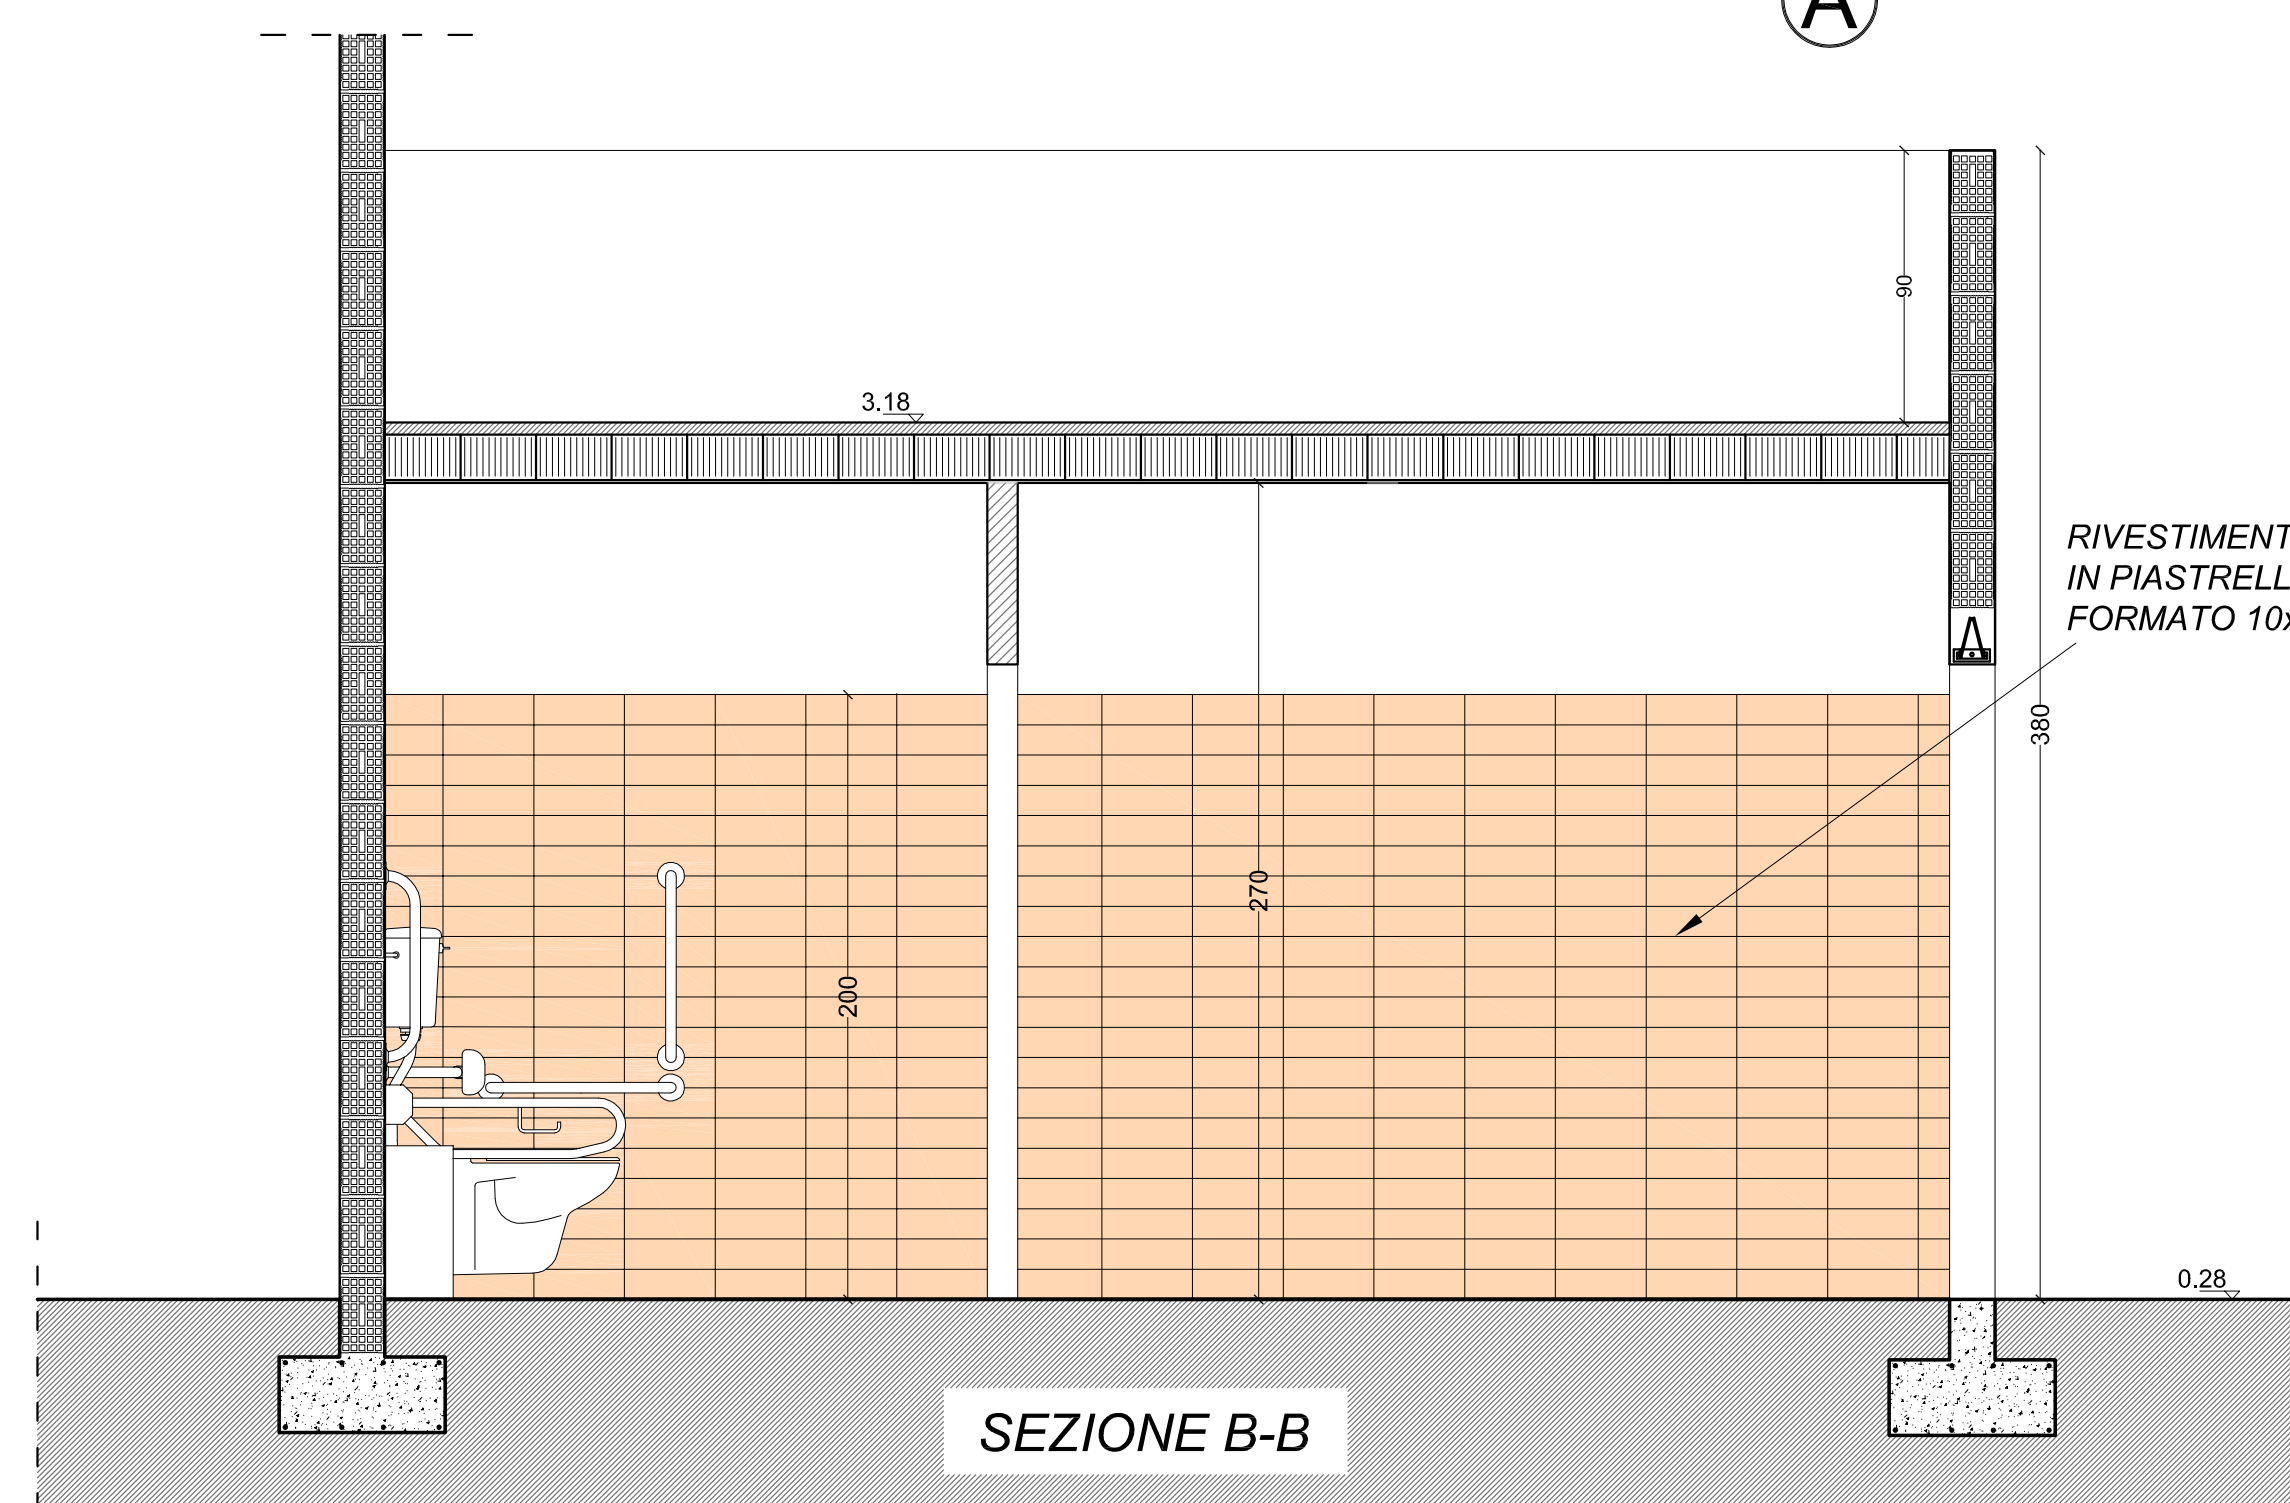 A
90
3.18
RIVESTIMENT
IN PIASTRELL
FORMATO 10x
380
270
200
0.28
SEZIONE B-B